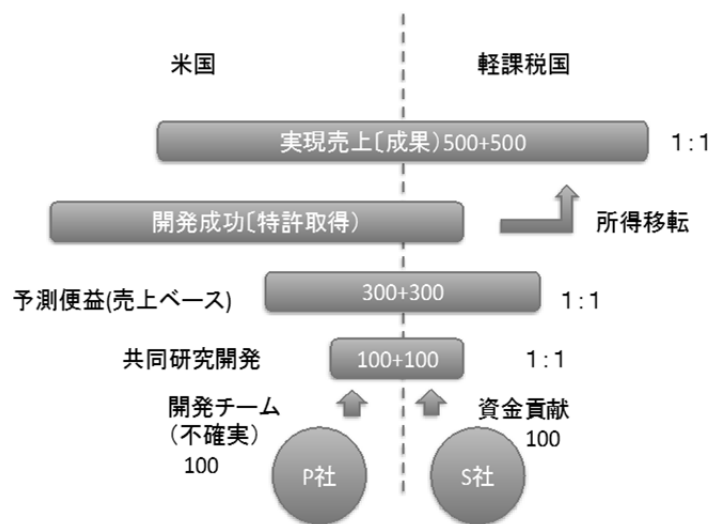 米国
軽課税国
実現売上〔成果）500+500
1：1
開発成功〔特許取得）
所得移転
予測便益(売上ベース)
300+300
1：1
共同研究開発
100+100
1：1
開発チーム
（不確実）
100
資金貢献
100
P社
S社